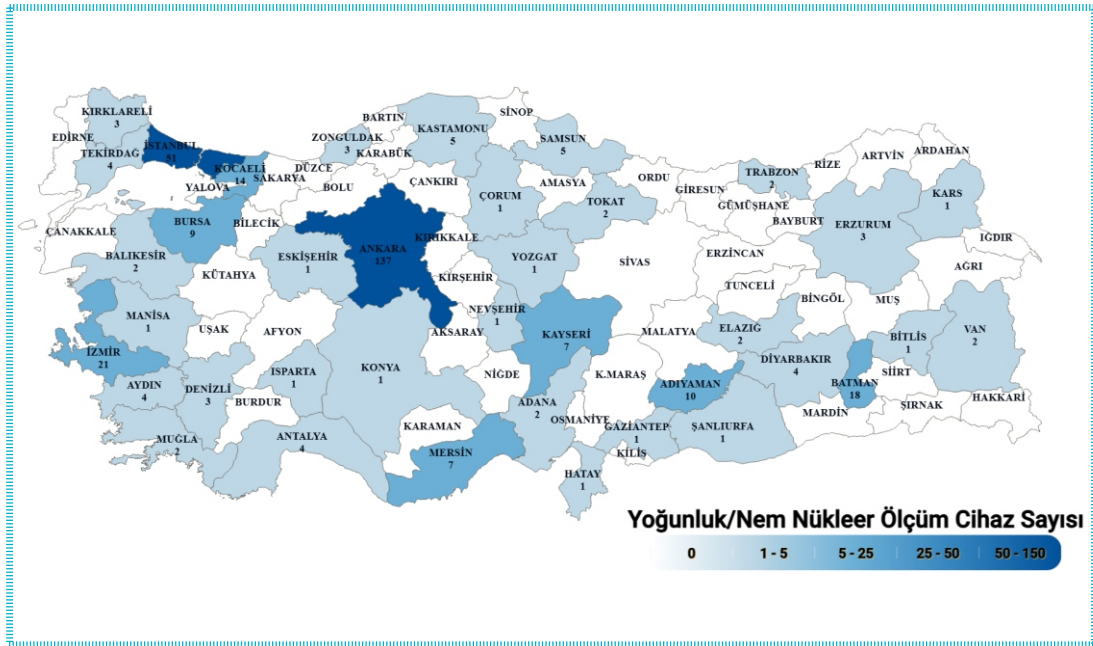 SİNOP
BARTIN
KIRKLARELİ
3
KASTAMONU
5
EDİRNE
ZONGULDAK
3
SAMSUN
5
İSTANBUL
81
KARABÜK
TEKİRDAĞ
4
KOCAELİ
14
DÜZCE
SAKARYA
YALOVA
BOLU
ÇANKIRI
AMASYA
ORDU
GİRESUN
TRABZON
2
RİZE
ARTVİN
ARDAHAN
KARS
1
ÇORUM
1
TOKAT
2
GÜMÜŞHANE
BAYBURT
ERZURUM
3
IĞDIR
ÇANAKKALE
BURSA
9
BİLECİK
ANKARA
137
KIRIKKALE
BALIKESİR
2
ESKİŞEHİR
1
YOZGAT
1
SİVAS
ERZİNCAN
AĞRI
KÜTAHYA
KIRŞEHİR
TUNCELİ
BİNGÖL
MUŞ
MANİSA
1
UŞAK
AFYON
AKSARAY
NEVŞEHİR
1
KAYSERİ
7
MALATYA
ELAZIĞ
2
BİTLİS
1
VAN
2
İZMİR
21
ISPARTA
1
KONYA
1
NİĞDE
K.MARAŞ
ADIYAMAN
10
DİYARBAKIR
4
BATMAN
18
SİİRT
AYDIN
4
DENİZLİ
3
BURDUR
ADANA
2
MARDİN
ŞIRNAK
HAKKARİ
KARAMAN
OSMANİYE
GAZİANTEP
1
ŞANLIURFA
1
MUĞLA
2
ANTALYA
4
MERSİN
7
KİLİS
HATAY
1
Yoğunluk/Nem Nükleer Ölçüm Cihaz Sayısı
0 1 - 5 5 - 25 25 - 50 50 - 150